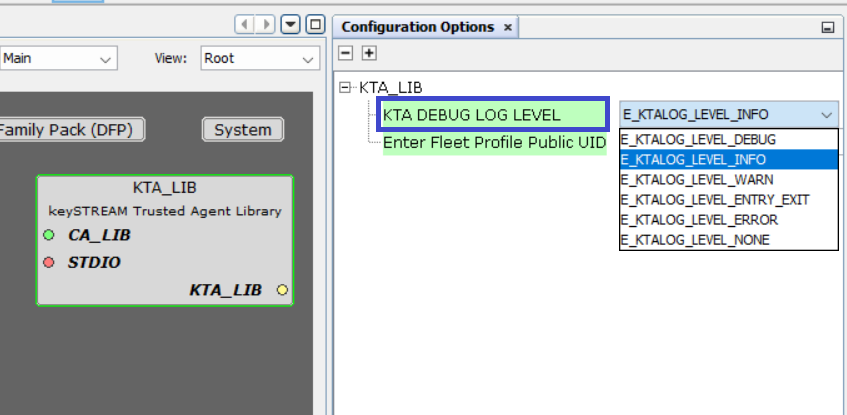 Configuration Options ×
Main
View:
Root
KTA_LIB
KTA DEBUG LOG LEVEL
E_KTALOG_LEVEL_INFO
Enter Fleet Profile Public UID
E_KTALOG_LEVEL_DEBUG
E_KTALOG_LEVEL_INFO
E_KTALOG_LEVEL_WARN
E_KTALOG_LEVEL_ENTRY_EXIT
E_KTALOG_LEVEL_ERROR
E_KTALOG_LEVEL_NONE
Family Pack (DFP)
System
KTA_LIB
keySTREAM Trusted Agent Library
CA_LIB
STDIO
KTA_LIB